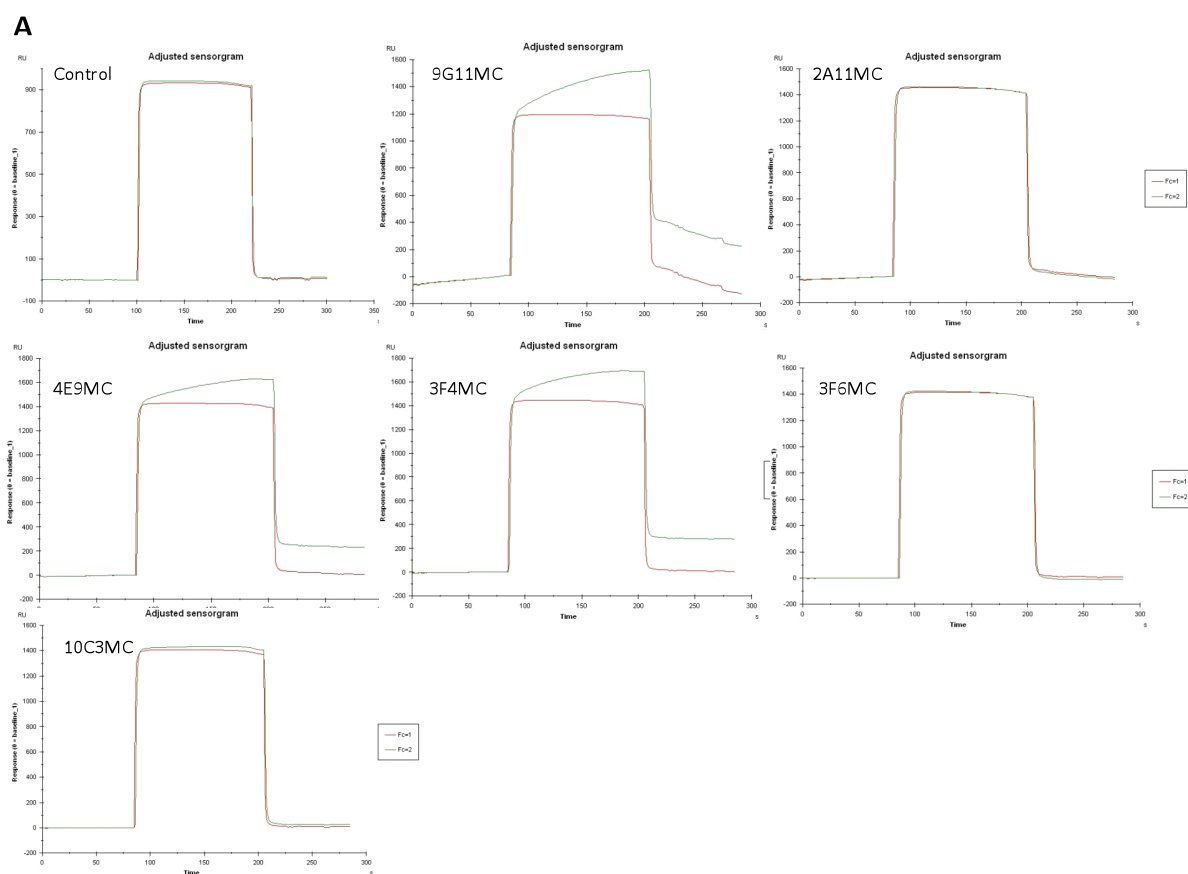 A
RU
Adjusted sensorgram
Control
900
700
500
300
100
-100
Response (0 = baseline_1)
0
50
100
150
200
250
300
350
Time
RU
Adjusted sensorgram
9G11MC
1600
1400
1200
1000
800
600
400
200
0
-200
Response (0 = baseline_1)
0
50
100
150
200
250
300
Time
s
RU
Adjusted sensorgram
2A11MC
1600
1400
1200
1000
800
600
400
200
0
-200
Response (0 = baseline_1)
0
50
100
150
200
250
300
Time
s
Fc=1
Fc=2
RU
Adjusted sensorgram
4E9MC
1800
1600
1400
1200
1000
800
600
400
200
0
-200
Response (0 = baseline_1)
RU
Adjusted sensorgram
3F4MC
1800
1600
1400
1200
1000
800
600
400
200
0
-200
Response (0 = baseline_1)
0
50
100
150
200
250
300
Time
s
RU
Adjusted sensorgram
3F6MC
1600
1400
1200
1000
800
600
400
200
0
-200
Response (0 = baseline_1)
0
50
100
150
200
250
300
Time
s
Fc=1
Fc=2
RU
Adjusted sensorgram
10C3MC
1600
1400
1200
1000
800
600
400
200
0
-200
Response (0 = baseline_1)
0
50
100
150
200
250
300
Time
s
Fc=1
Fc=2